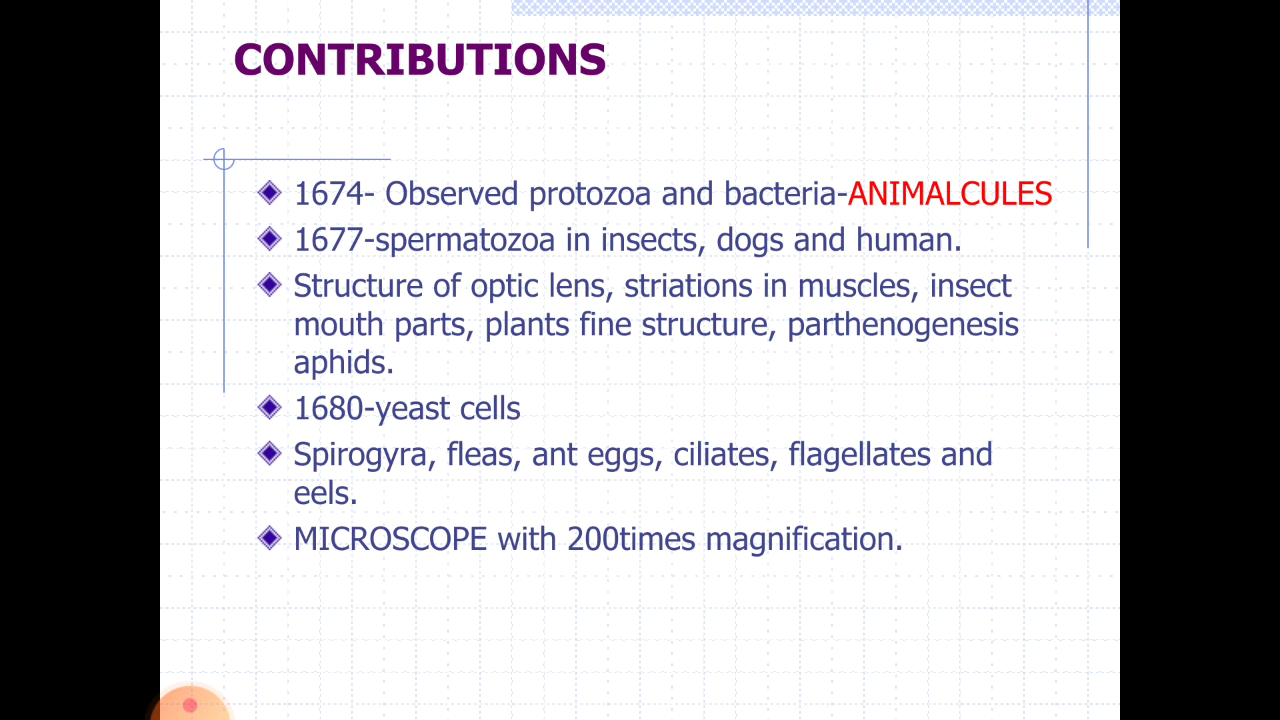 CONTRIBUTIONS
1674- Observed protozoa and bacteria-ANIMALCULES
1677-spermatozoa in insects, dogs and human.
Structure of optic lens, striations in muscles, insect
mouth parts, plants fine structure, parthenogenesis
aphids.
1680-yeast cells
Spirogyra, fleas, ant eggs, ciliates, flagellates and
eels.
MICROSCOPE with 200times magnification.